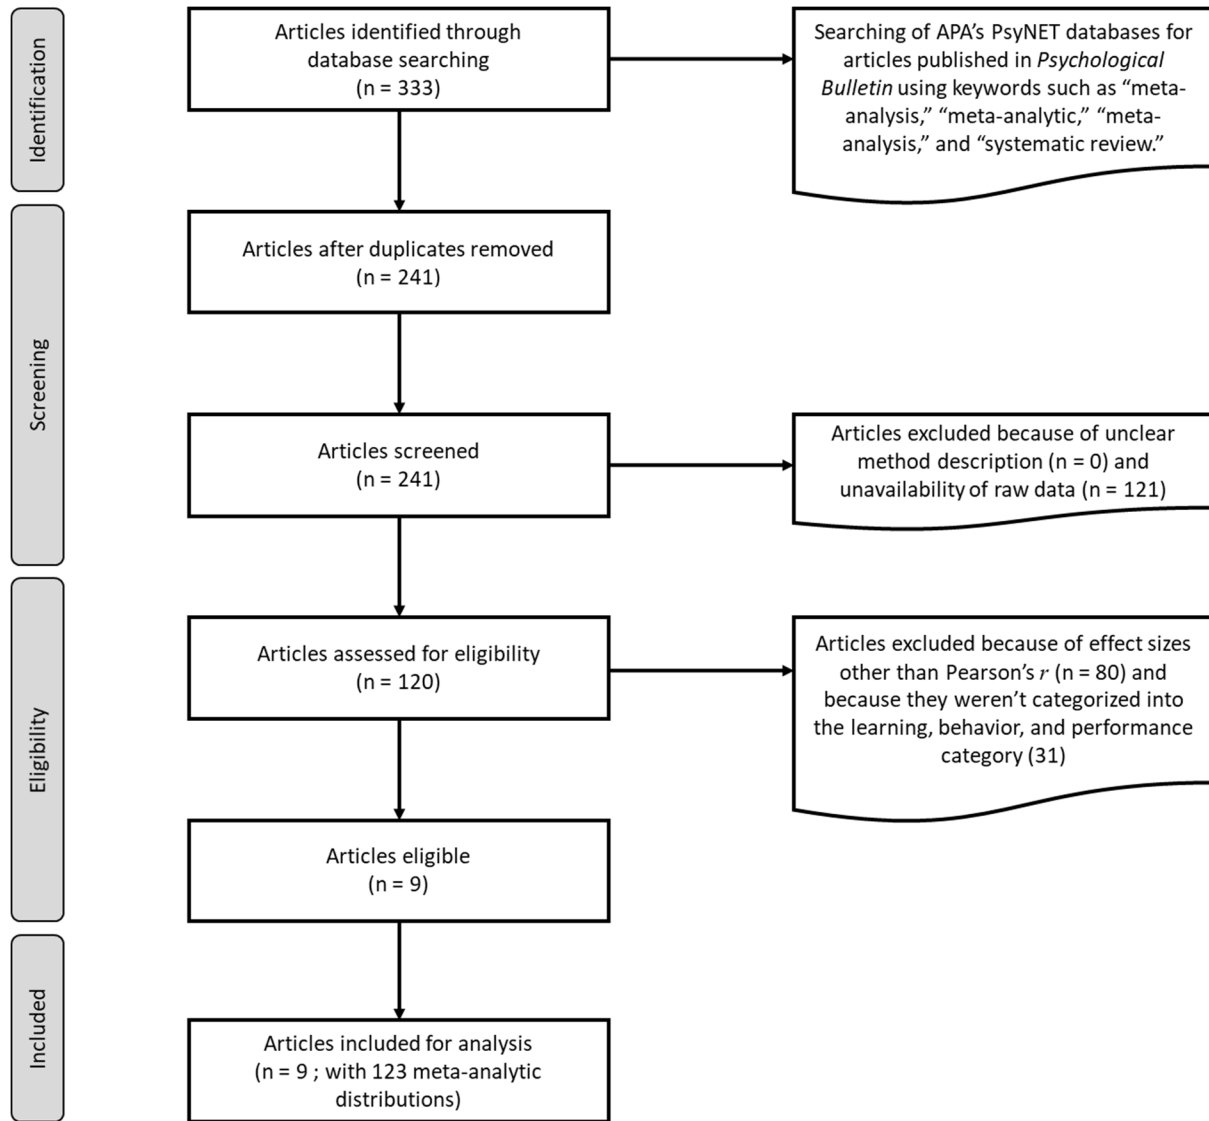 Identification
Articles identified through
database searching
(n = 333)
Searching of APA's PsyNET databases for
articles published in Psychological
Bulletin using keywords such as “meta-
analysis,” “meta-analytic,” “meta-
analysis,” and “systematic review.”
Screening
Articles after duplicates removed
(n = 241)
Articles screened
(n = 241)
Articles excluded because of unclear
method description (n = 0) and
unavailability of raw data (n = 121)
Eligibility
Articles assessed for eligibility
(n = 120)
Articles excluded because of effect sizes
other than Pearson's r (n = 80) and
because they weren't categorized into
the learning, behavior, and performance
category (31)
Articles eligible
(n = 9)
Included
Articles included for analysis
(n = 9 ; with 123 meta-analytic
distributions)